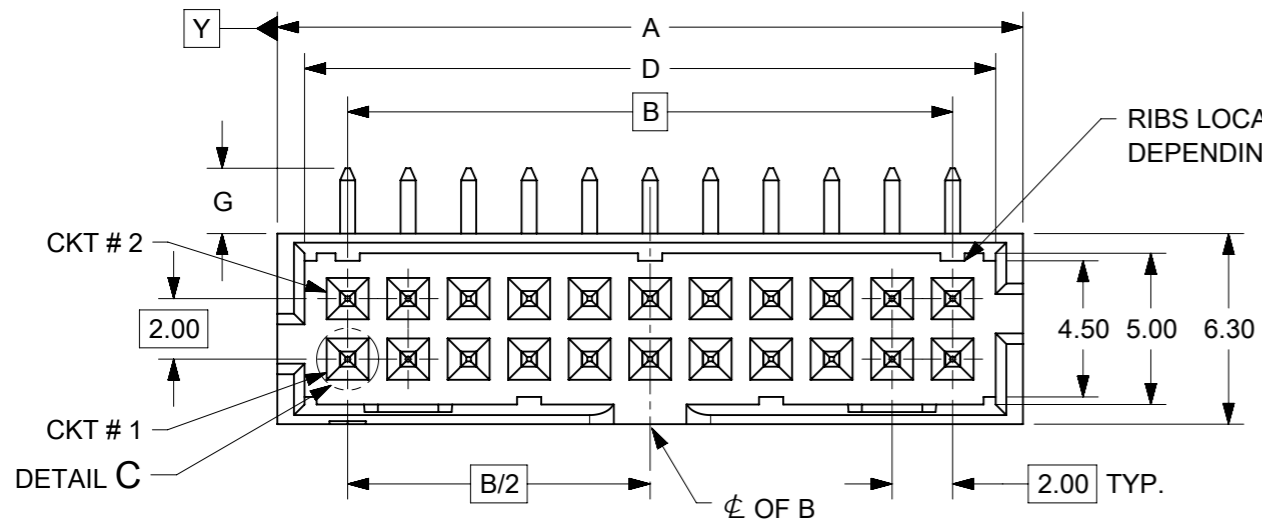 Y
A
D
B
RIBS
DEPENDIN
G
CKT # 2
2.00
4.50 5.00 6.30
CKT # 1
DETAIL C
B/2
℄ OF B
2.00 TYP.